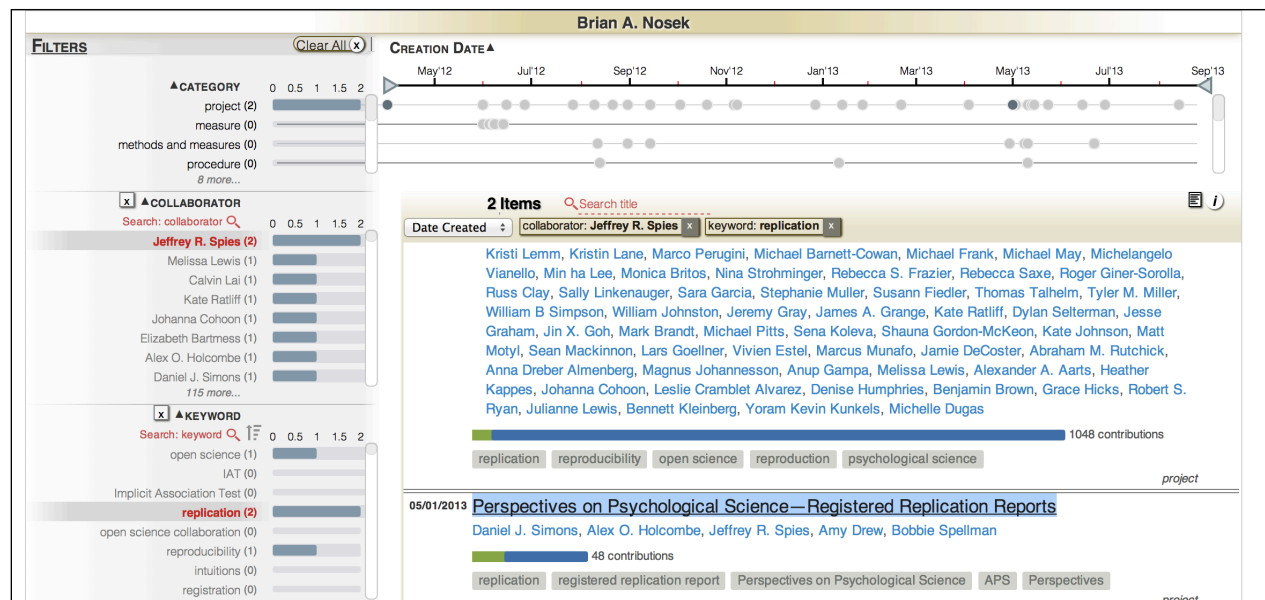 Brian A. Nosek
FILTERS
Clear All x
CREATION DATE▲
May'12 Jul'12 Sep'12 Nov'12 Jan'13 Mar'13 May'13 Jul'13 Sep'13
▲CATEGORY 0 0.5 1 1.5 2
project (2)
measure (0)
methods and measures (0)
procedure (0)
8 more...
x ▲COLLABORATOR
Search: collaborator 0 0.5 1 1.5 2
Jeffrey R. Spies (2)
Melissa Lewis (1)
Calvin Lai (1)
Kate Ratliff (1)
Johanna Cohoon (1)
Elizabeth Bartmess (1)
Alex O. Holcombe (1)
Daniel J. Simons (1)
115 more...
x ▲KEYWORD
Search: keyword 0 0.5 1 1.5 2
open science (1)
IAT (0)
Implicit Association Test (0)
replication (2)
open science collaboration (0)
reproducibility (1)
intuitions (0)
registration (0)
2 Items Search title i
Date Created collaborator: Jeffrey R. Spies x keyword: replication x
Kristi Lemm, Kristin Lane, Marco Perugini, Michael Barnett-Cowan, Michael Frank, Michael May, Michelangelo
Vianello, Min ha Lee, Monica Britos, Nina Strohminger, Rebecca S. Frazier, Rebecca Saxe, Roger Giner-Sorolla,
Russ Clay, Sally Linkenauger, Sara Garcia, Stephanie Muller, Susann Fiedler, Thomas Talhelm, Tyler M. Miller,
William B Simpson, William Johnston, Jeremy Gray, James A. Grange, Kate Ratliff, Dylan Selterman, Jesse
Graham, Jin X. Goh, Mark Brandt, Michael Pitts, Sena Koleva, Shauna Gordon-McKeon, Kate Johnson, Matt
Motyl, Sean Mackinnon, Lars Goellner, Vivien Estel, Marcus Munafo, Jamie DeCoster, Abraham M. Rutchick,
Anna Dreber Almenberg, Magnus Johannesson, Anup Gampa, Melissa Lewis, Alexander A. Aarts, Heather
Kappes, Johanna Cohoon, Leslie Cramblet Alvarez, Denise Humphries, Benjamin Brown, Grace Hicks, Robert S.
Ryan, Julianne Lewis, Bennett Kleinberg, Yoram Kevin Kunkels, Michelle Dugas
1048 contributions
replication reproducibility open science reproduction psychological science
project
05/01/2013 Perspectives on Psychological Science—Registered Replication Reports
Daniel J. Simons, Alex O. Holcombe, Jeffrey R. Spies, Amy Drew, Bobbie Spellman
48 contributions
replication registered replication report Perspectives on Psychological Science APS Perspectives
project